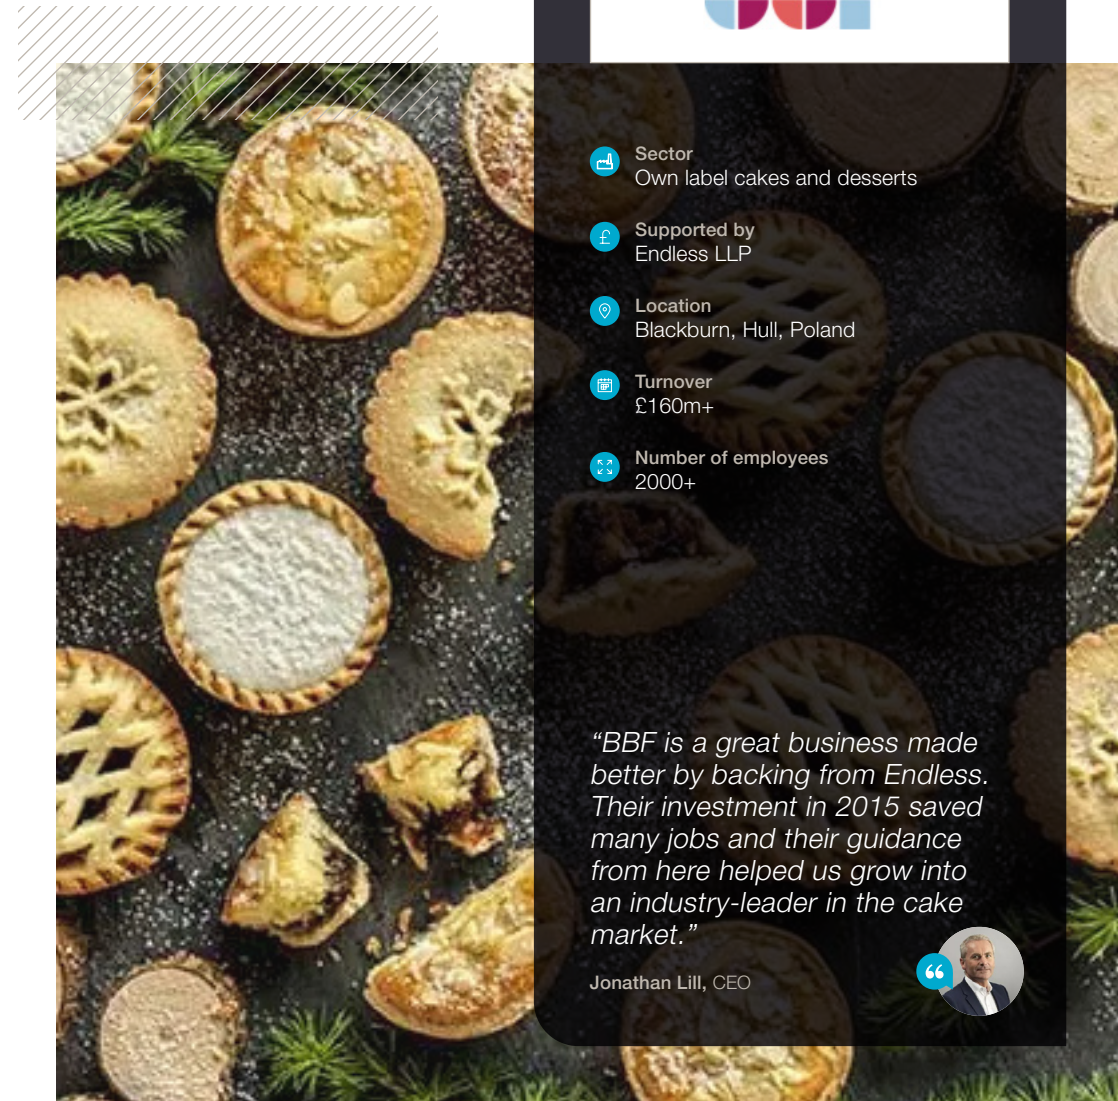 Sector
Own label cakes and desserts
Supported by
Endless LLP
Location
Blackburn, Hull, Poland
Turnover
£160m+
Number of employees
2000+
“BBF is a great business made
better by backing from Endless.
Their investment in 2015 saved
many jobs and their guidance
from here helped us grow into
an industry-leader in the cake
market.”
Jonathan Lill, CEO